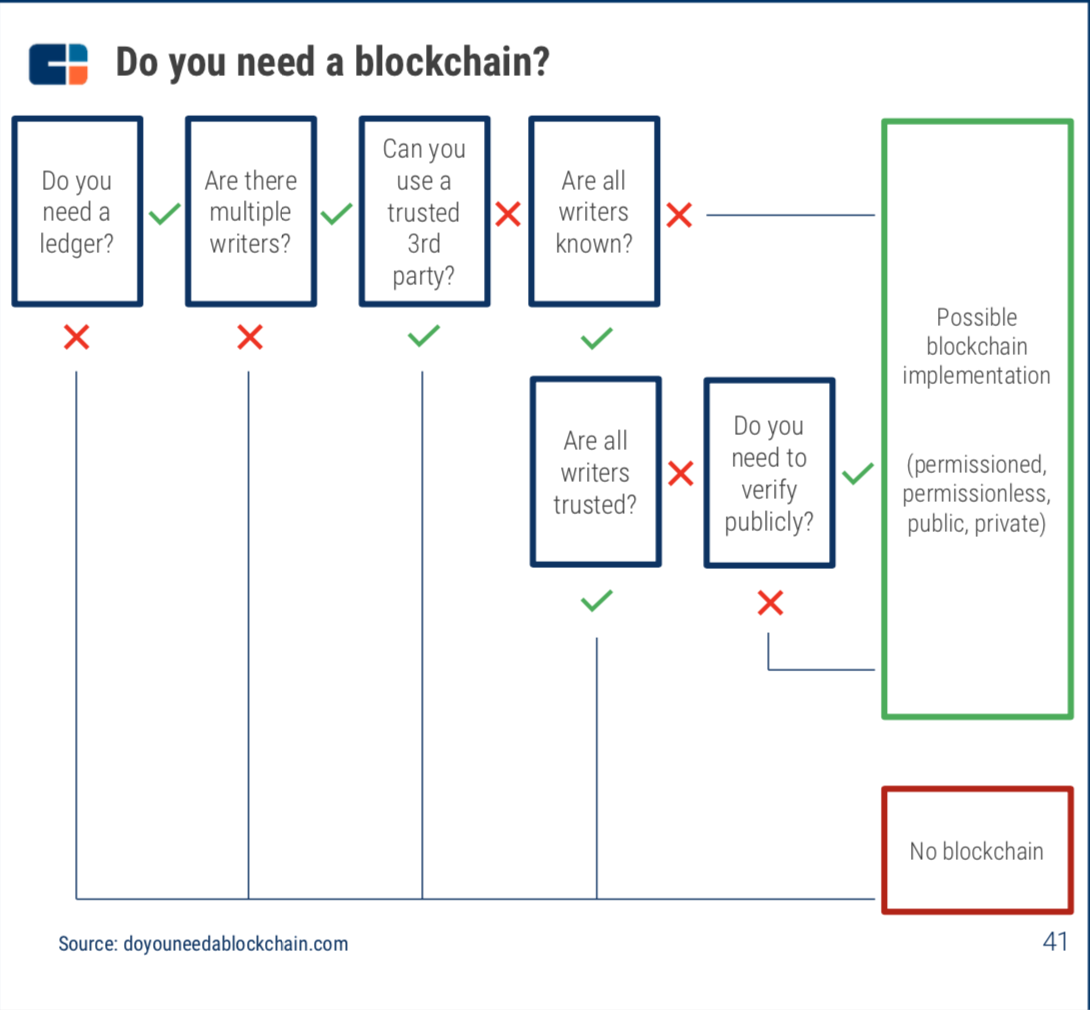 Do you need a blockchain?
Do you
need a
ledger?
Are there
multiple
writers?
Can you
use a
trusted
3rd
party?
Are all
writers
known?
Possible
blockchain
implementation
(permissioned,
permissionless,
public, private)
Are all
writers
trusted?
Do you
need to
verify
publicly?
No blockchain
Source: doyouneedablockchain.com
41